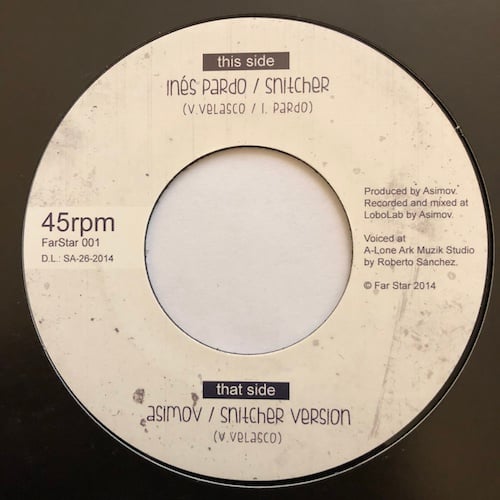 this side
Inés Pardo / Snitcher
(V.Velasco / I. Pardo)
45rpm
FarStar 001
D.L.: SA-26-2014
Produced by Asimov.
Recorded and mixed at
LoboLab by Asimov.
Voiced at
A-Lone Ark Muzik Studio
by Roberto Sánchez.
© Far Star 2014
that side
Asimov / Snitcher Version
(V.Velasco)